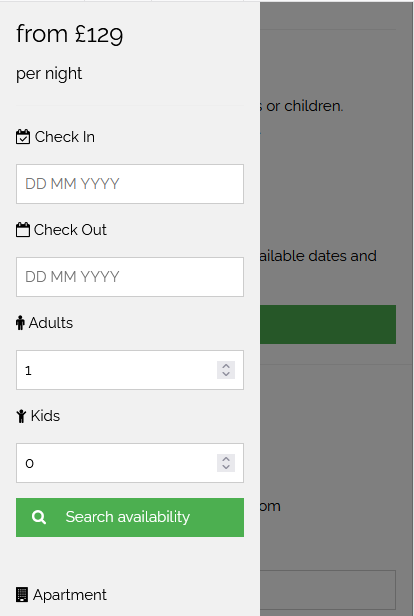 from £129
per night
s or children.
Check In
DD MM YYYY
Check Out
DD MM YYYY
ailable dates and
Adults
1
Kids
0
om
Search availability
Apartment